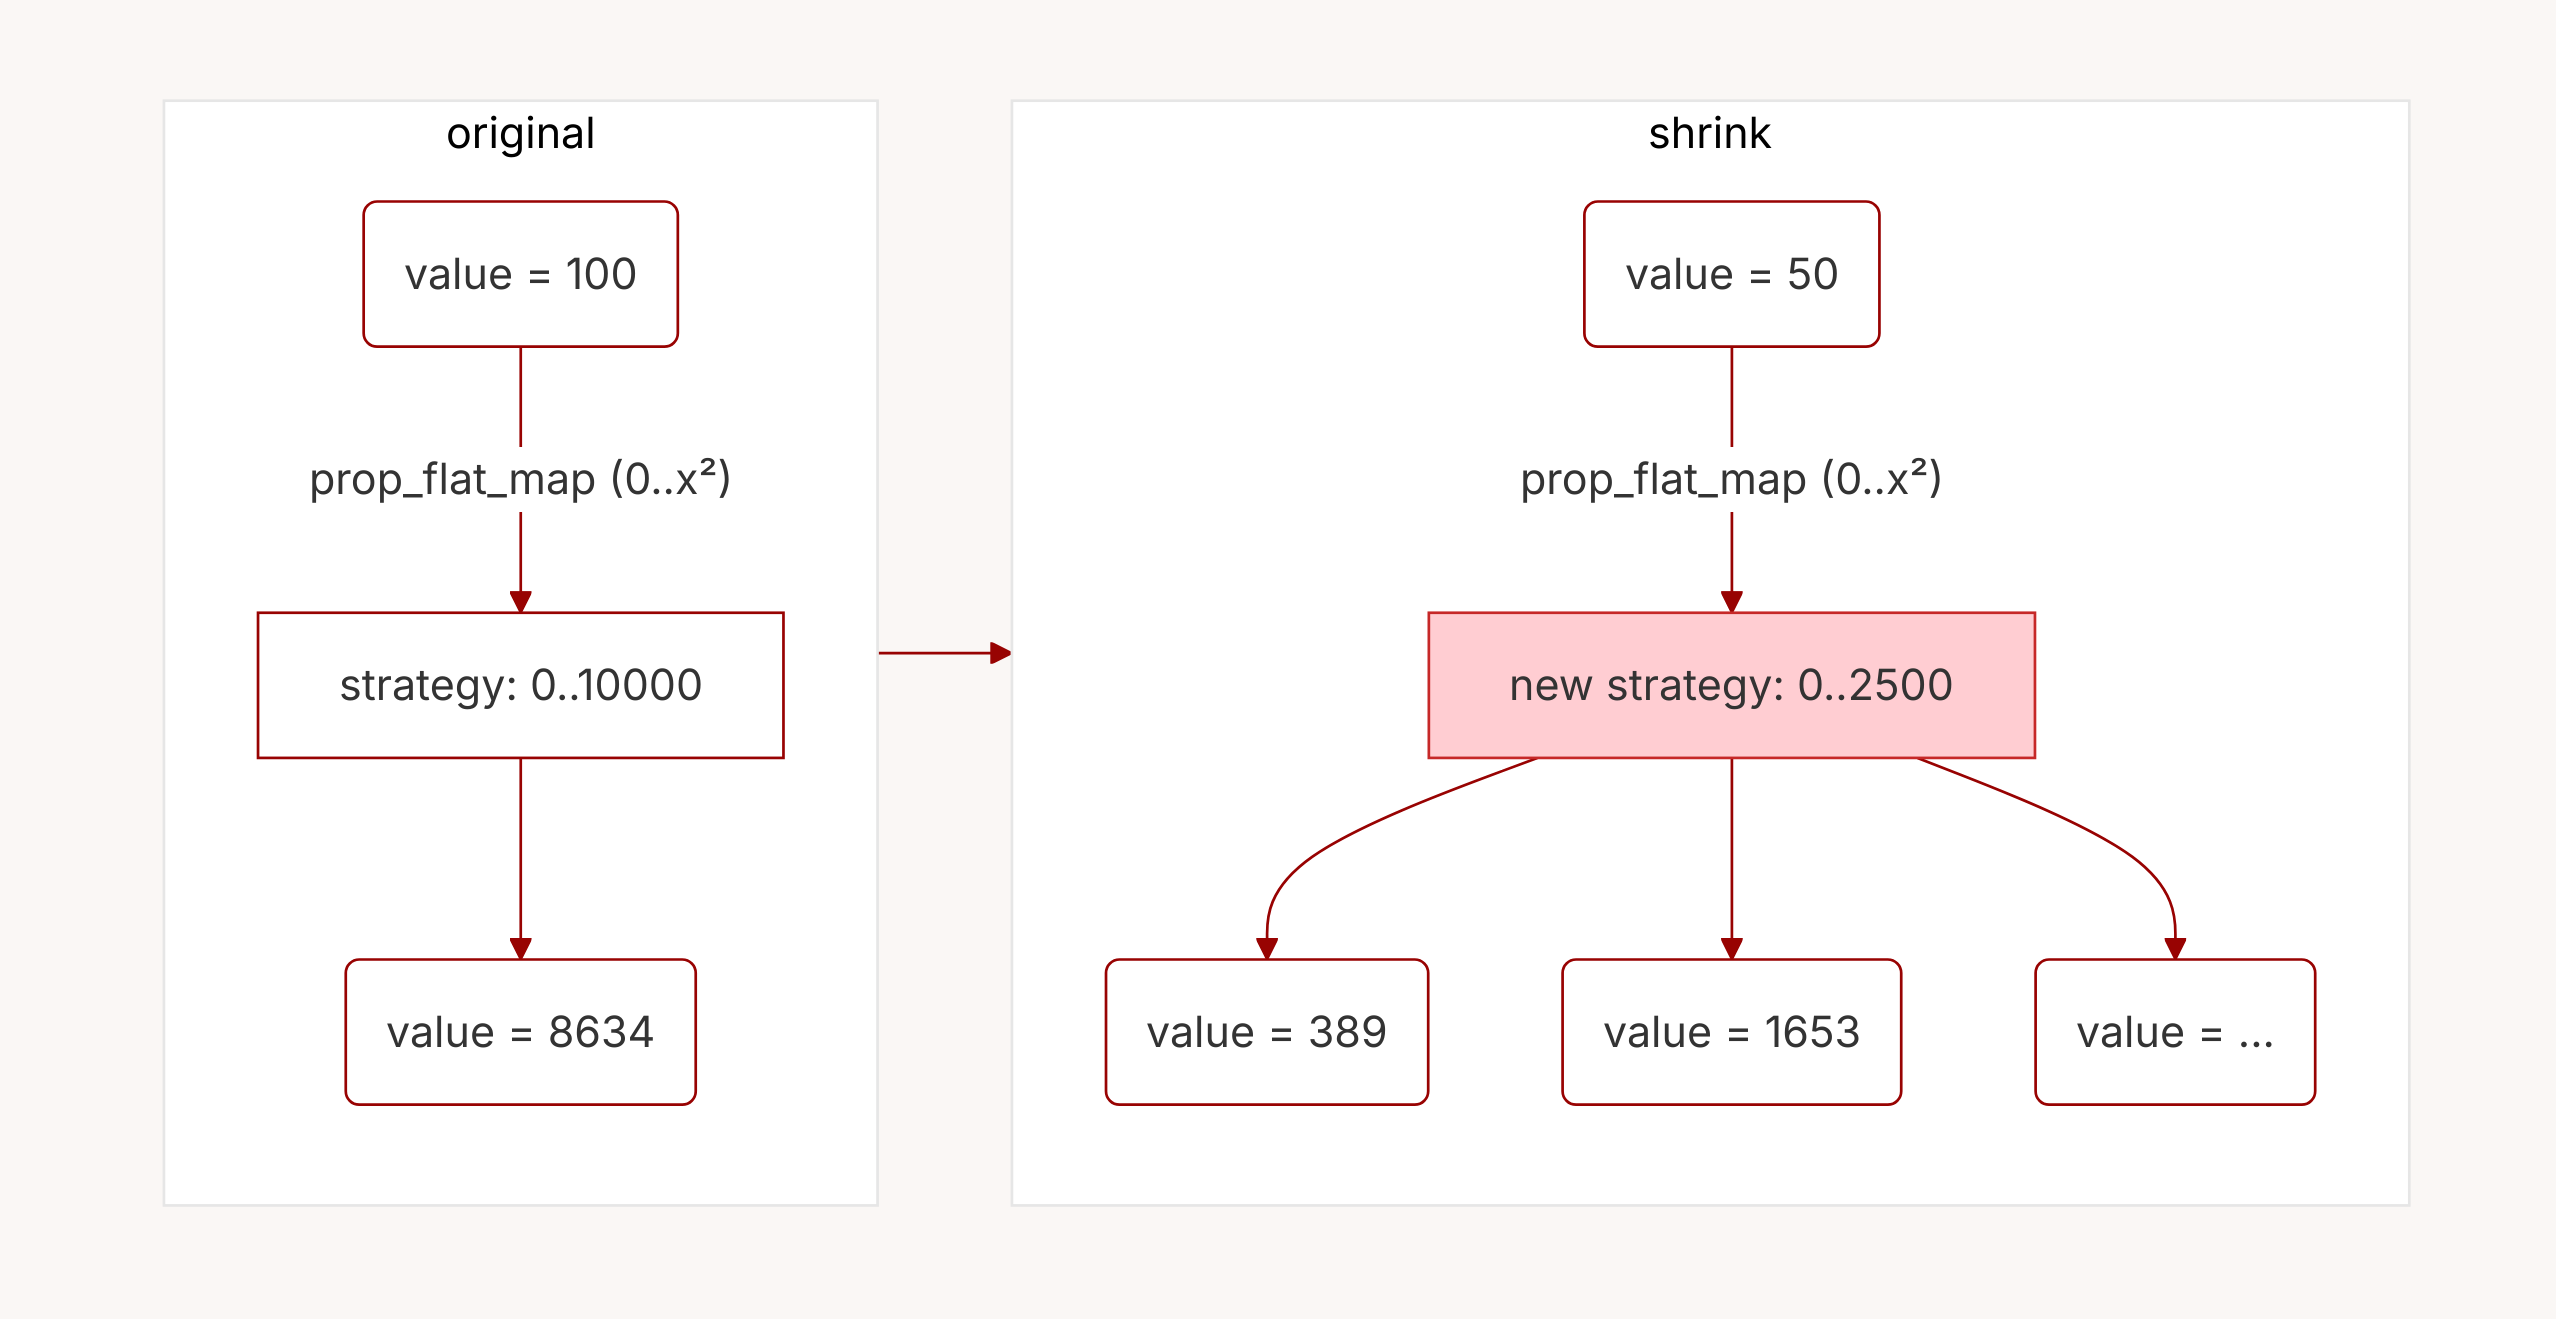 original
value = 100
prop_flat_map (0..x²)
strategy: 0..10000
value = 8634
shrink
value = 50
prop_flat_map (0..x²)
new strategy: 0..2500
value = 389
value = 1653
value = ...